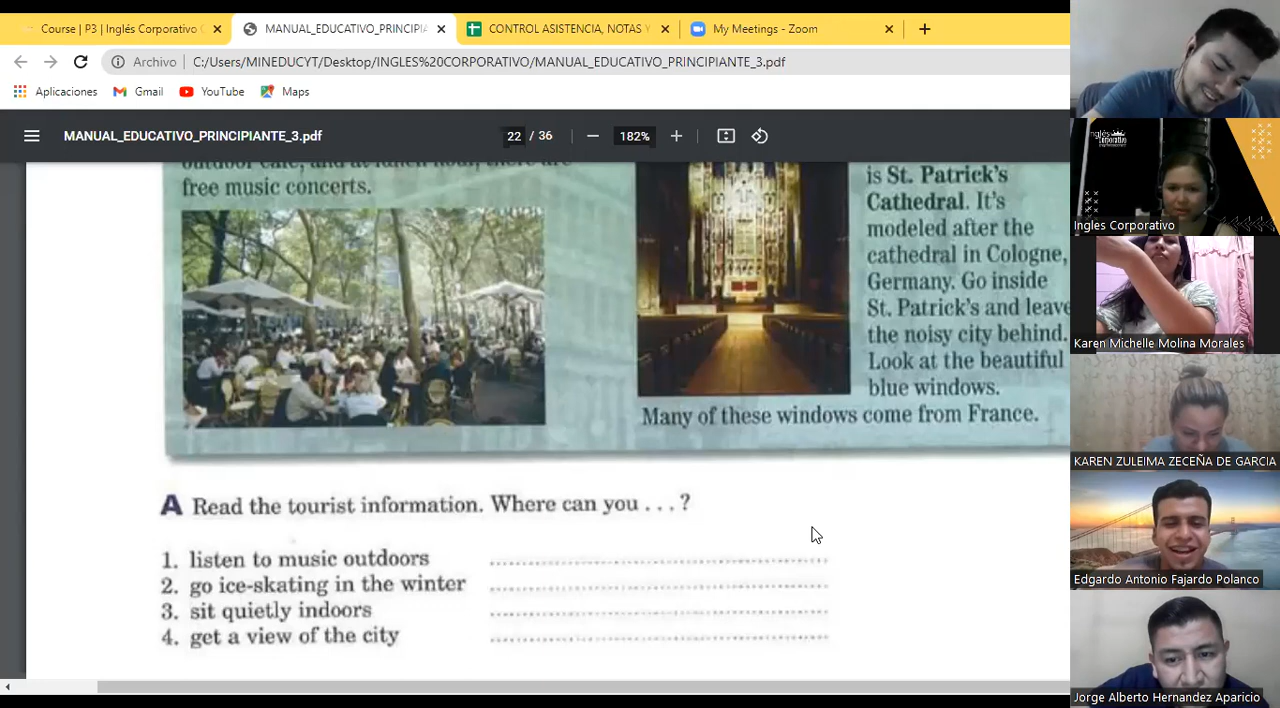 Course | P3 | Inglés Corporativo
MANUAL_EDUCATIVO_PRINCIPIA
CONTROL ASISTENCIA, NOTAS Y
My Meetings - Zoom
Archivo
C:/Users/MINEDUCYT/Desktop/INGLES%20CORPORATIVO/MANUAL_EDUCATIVO_PRINCIPIANTE_3.pdf
Aplicaciones
Gmail
YouTube
Maps
MANUAL_EDUCATIVO_PRINCIPIANTE_3.pdf
22 / 36
182%
free music concerts.
is St. Patrick's
Cathedral. It's
modeled after the
cathedral in Cologne,
Germany. Go inside
St. Patrick's and leave
the noisy city behind.
Look at the beautiful
blue windows.
Many of these windows come from France.
A Read the tourist information. Where can you . . . ?
1. listen to music outdoors
2. go ice-skating in the winter
3. sit quietly indoors
4. get a view of the city
Inglés
Corporativo
Ingles Corporativo
Karen Michelle Molina Morales
KAREN ZULEIMA ZECEÑA DE GARCIA
Edgardo Antonio Fajardo Polanco
Jorge Alberto Hernandez Aparicio